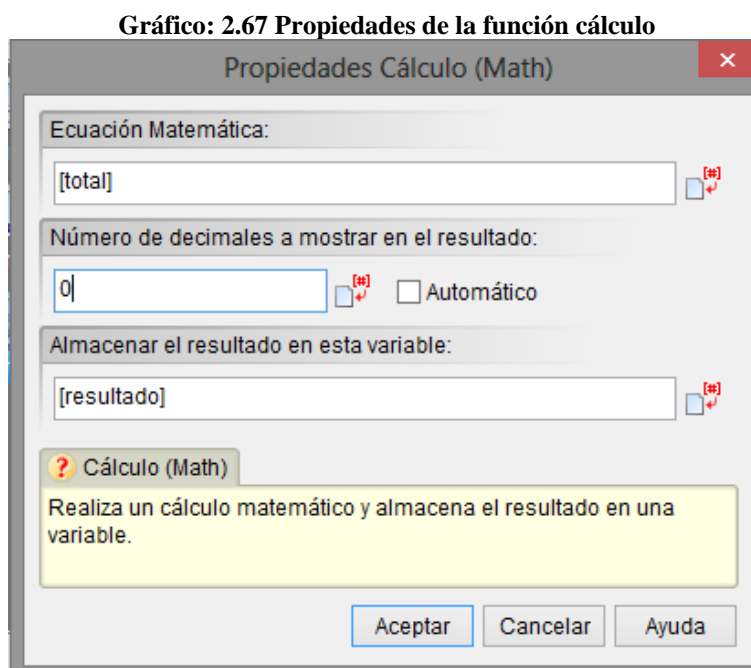 Gráfico: 2.67 Propiedades de la función cálculo
Propiedades Cálculo (Math)
Ecuación Matemática:
[total]
[#]
Número de decimales a mostrar en el resultado:
0
[#]
Automático
Almacenar el resultado en esta variable:
[resultado]
[#]
? Cálculo (Math)
Realiza un cálculo matemático y almacena el resultado en una
variable.
Aceptar Cancelar Ayuda